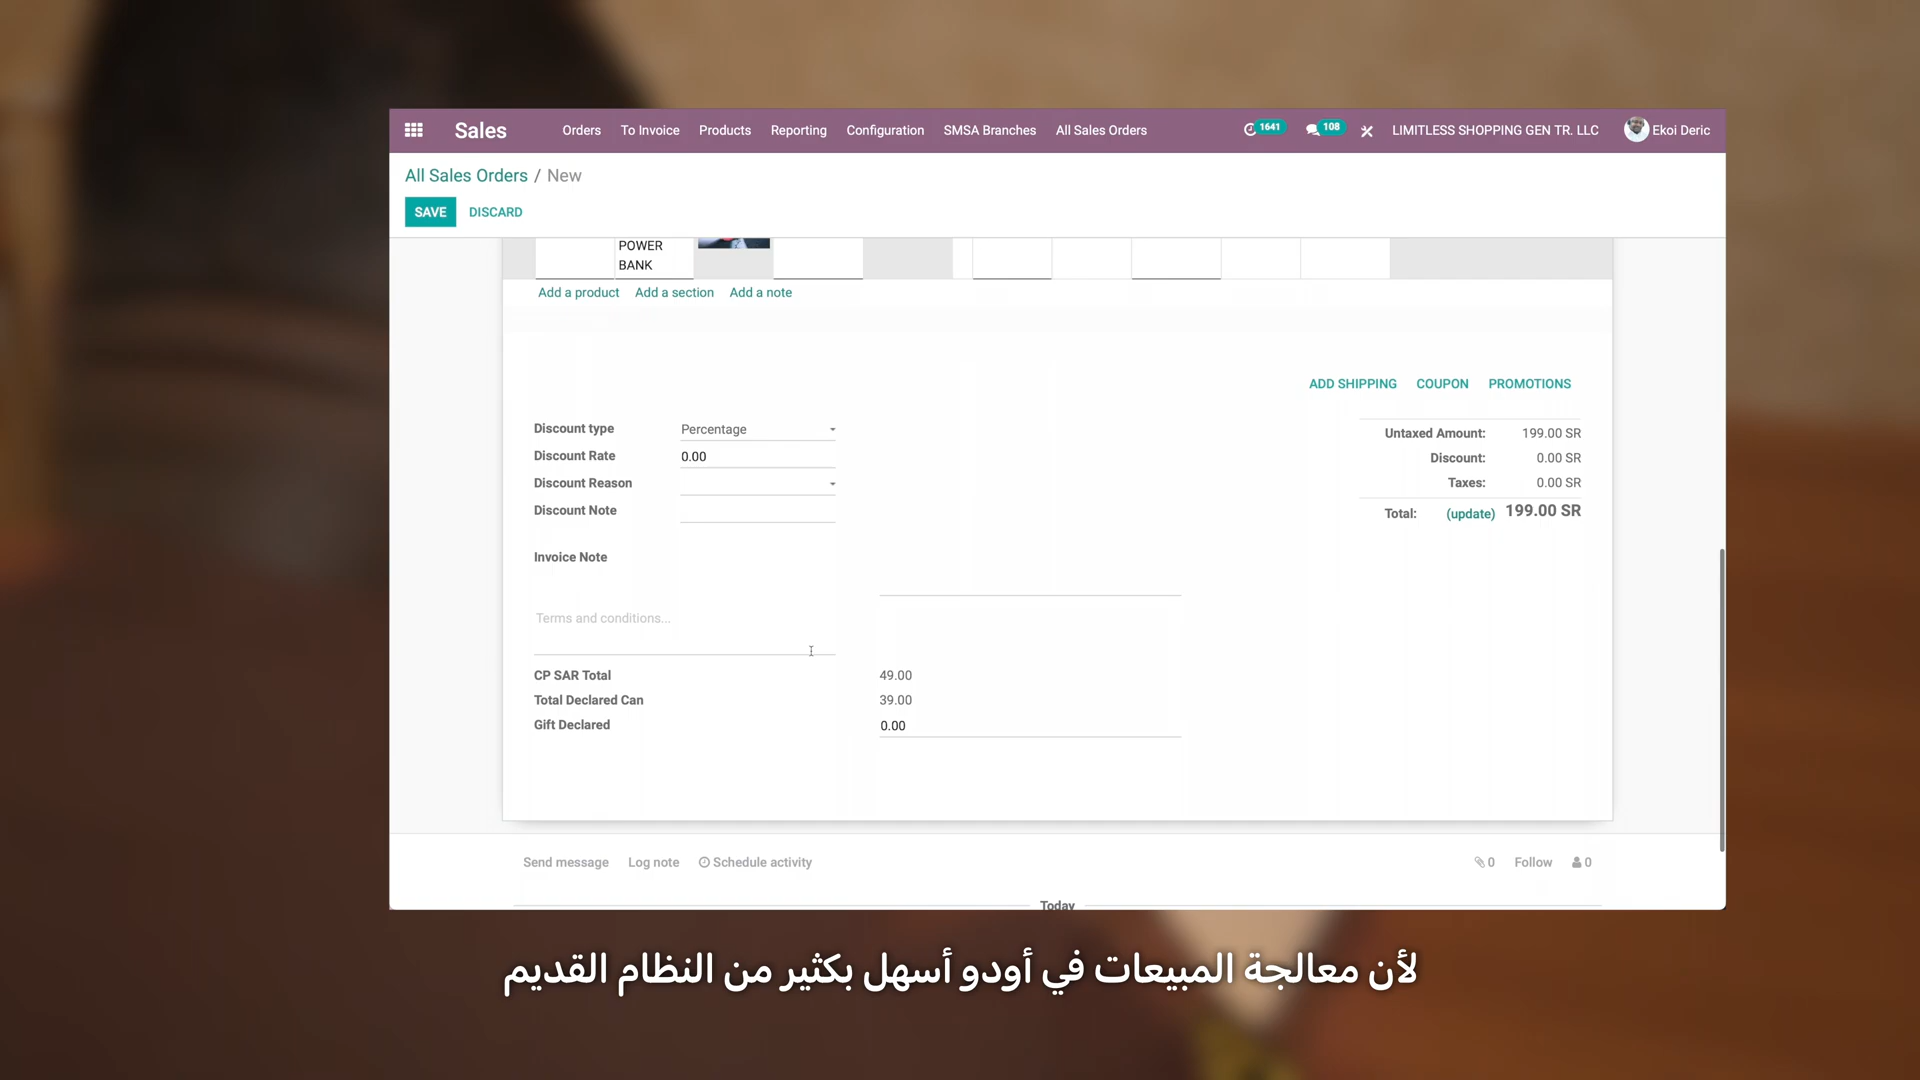 Sales
Orders
To Invoice
Products
Reporting
Configuration
SMSA Branches
All Sales Orders
1641
108
LIMITLESS SHOPPING GEN TR. LLC
Ekoi Deric
All Sales Orders / New
SAVE
DISCARD
POWER
BANK
Add a product
Add a section
Add a note
ADD SHIPPING
COUPON
PROMOTIONS
Discount type
Percentage
Discount Rate
0.00
Discount Reason
Discount Note
Untaxed Amount: 199.00 SR
Discount: 0.00 SR
Taxes: 0.00 SR
Total: (update) 199.00 SR
Invoice Note
Terms and conditions...
CP SAR Total 49.00
Total Declared Can 39.00
Gift Declared 0.00
Send message
Log note
Schedule activity
0
Follow
0
Today
لأن معالجة المبيعات في أودو أسهل بكثير من النظام القديم